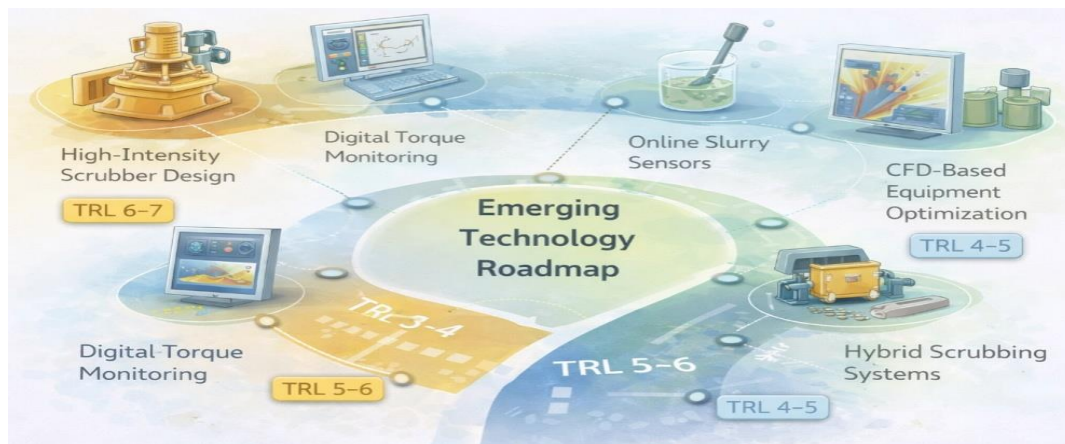 High-Intensity
Scrubber Design
TRL 6-7
Digital Torque
Monitoring
Online Slurry
Sensors
CFD-Based
Equipment
Optimization
TRL 4-5
Emerging
Technology
Roadmap
TRL 3-4
TRL 5-6
Digital Torque
Monitoring
TRL 5-6
Hybrid Scrubbing
Systems
TRL 4-5